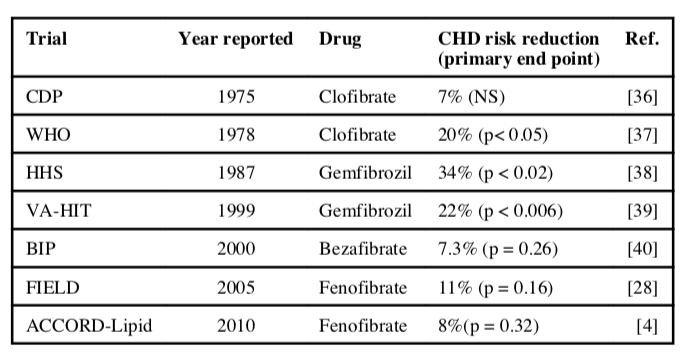 Trial Year reported Drug CHD risk reduction Ref.
(primary end point)
CDP 1975 Clofibrate 7% (NS) [36]
WHO 1978 Clofibrate 20% (p< 0.05) [37]
HHS 1987 Gemfibrozil 34% (p < 0.02) [38]
VA-HIT 1999 Gemfibrozil 22% (p < 0.006) [39]
BIP 2000 Bezafibrate 7.3% (p = 0.26) [40]
FIELD 2005 Fenofibrate 11% (p = 0.16) [28]
ACCORD-Lipid 2010 Fenofibrate 8%(p = 0.32) [4]